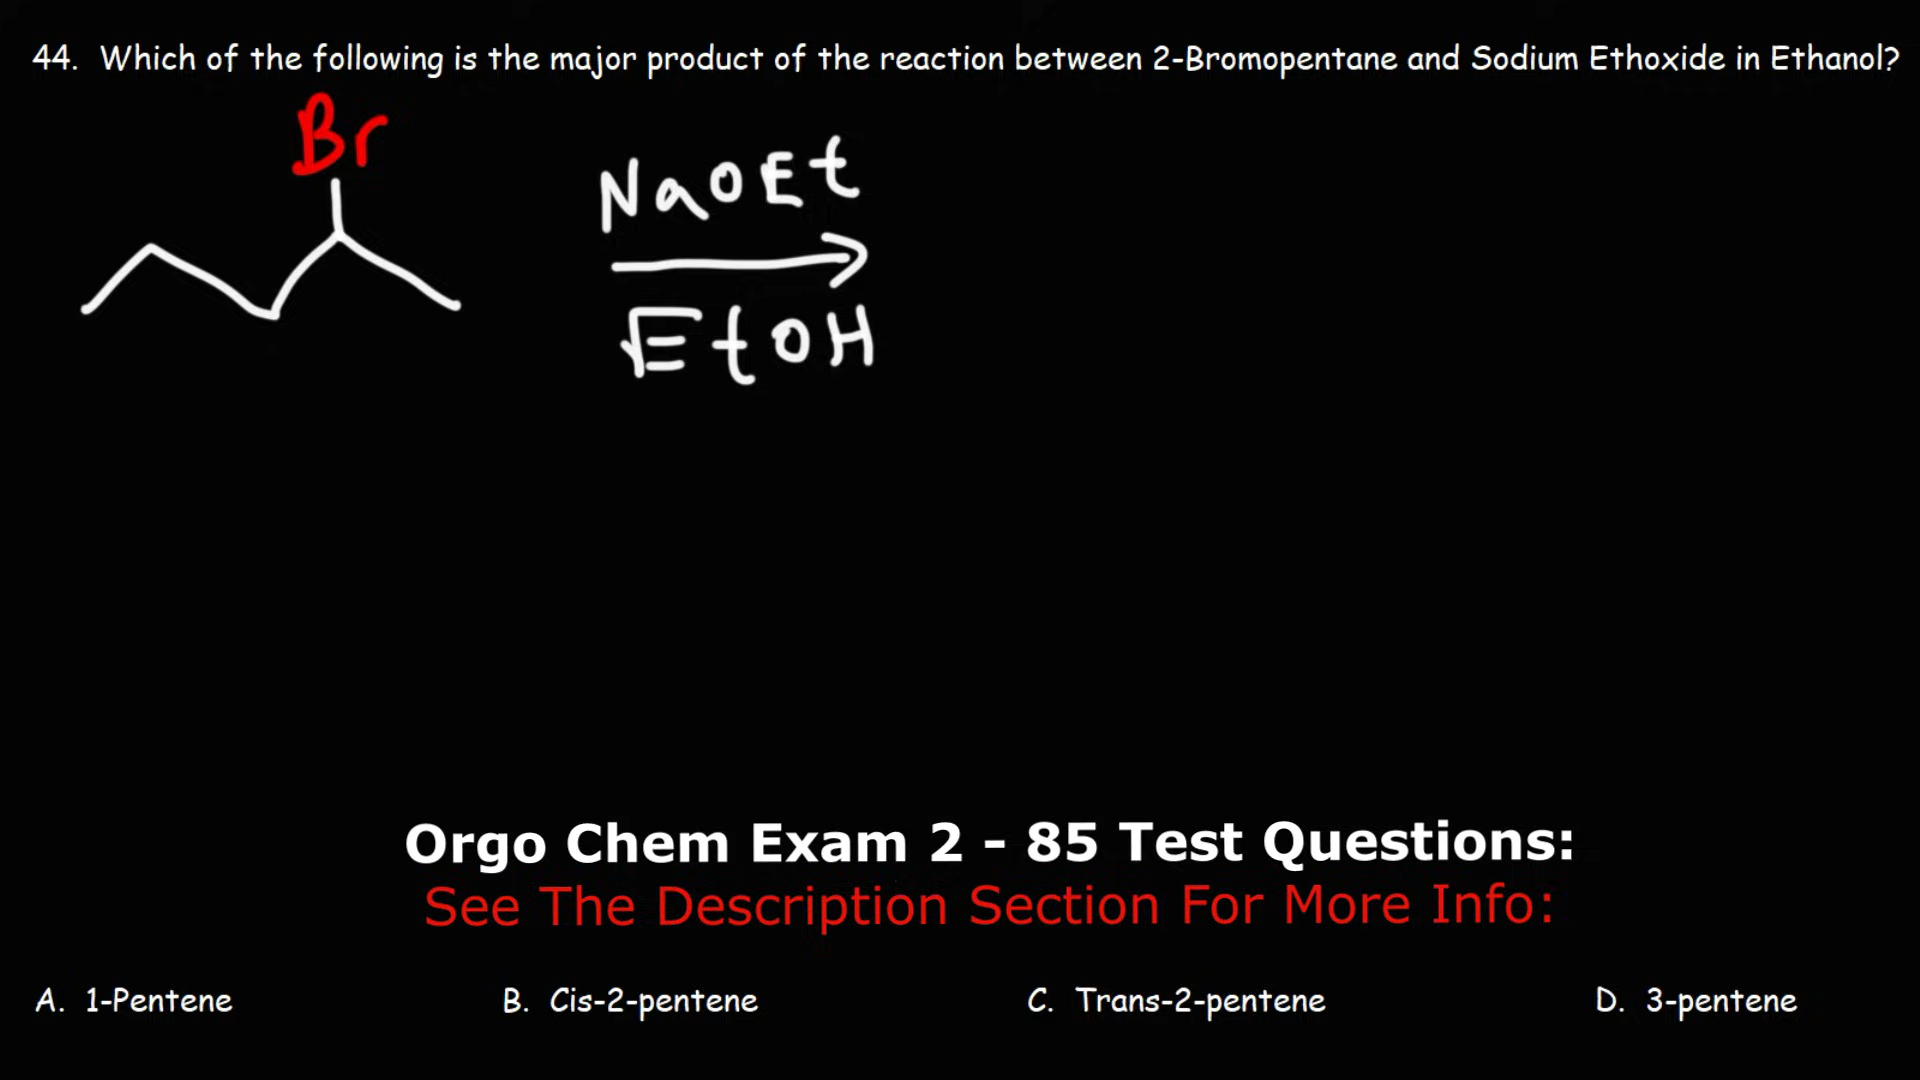 44. Which of the following is the major product of the reaction between 2-Bromopentane and Sodium Ethoxide in Ethanol?
Br
NaOEt
EtOH
Orgo Chem Exam 2 - 85 Test Questions:
See The Description Section For More Info:
A. 1-Pentene B. Cis-2-pentene C. Trans-2-pentene D. 3-pentene